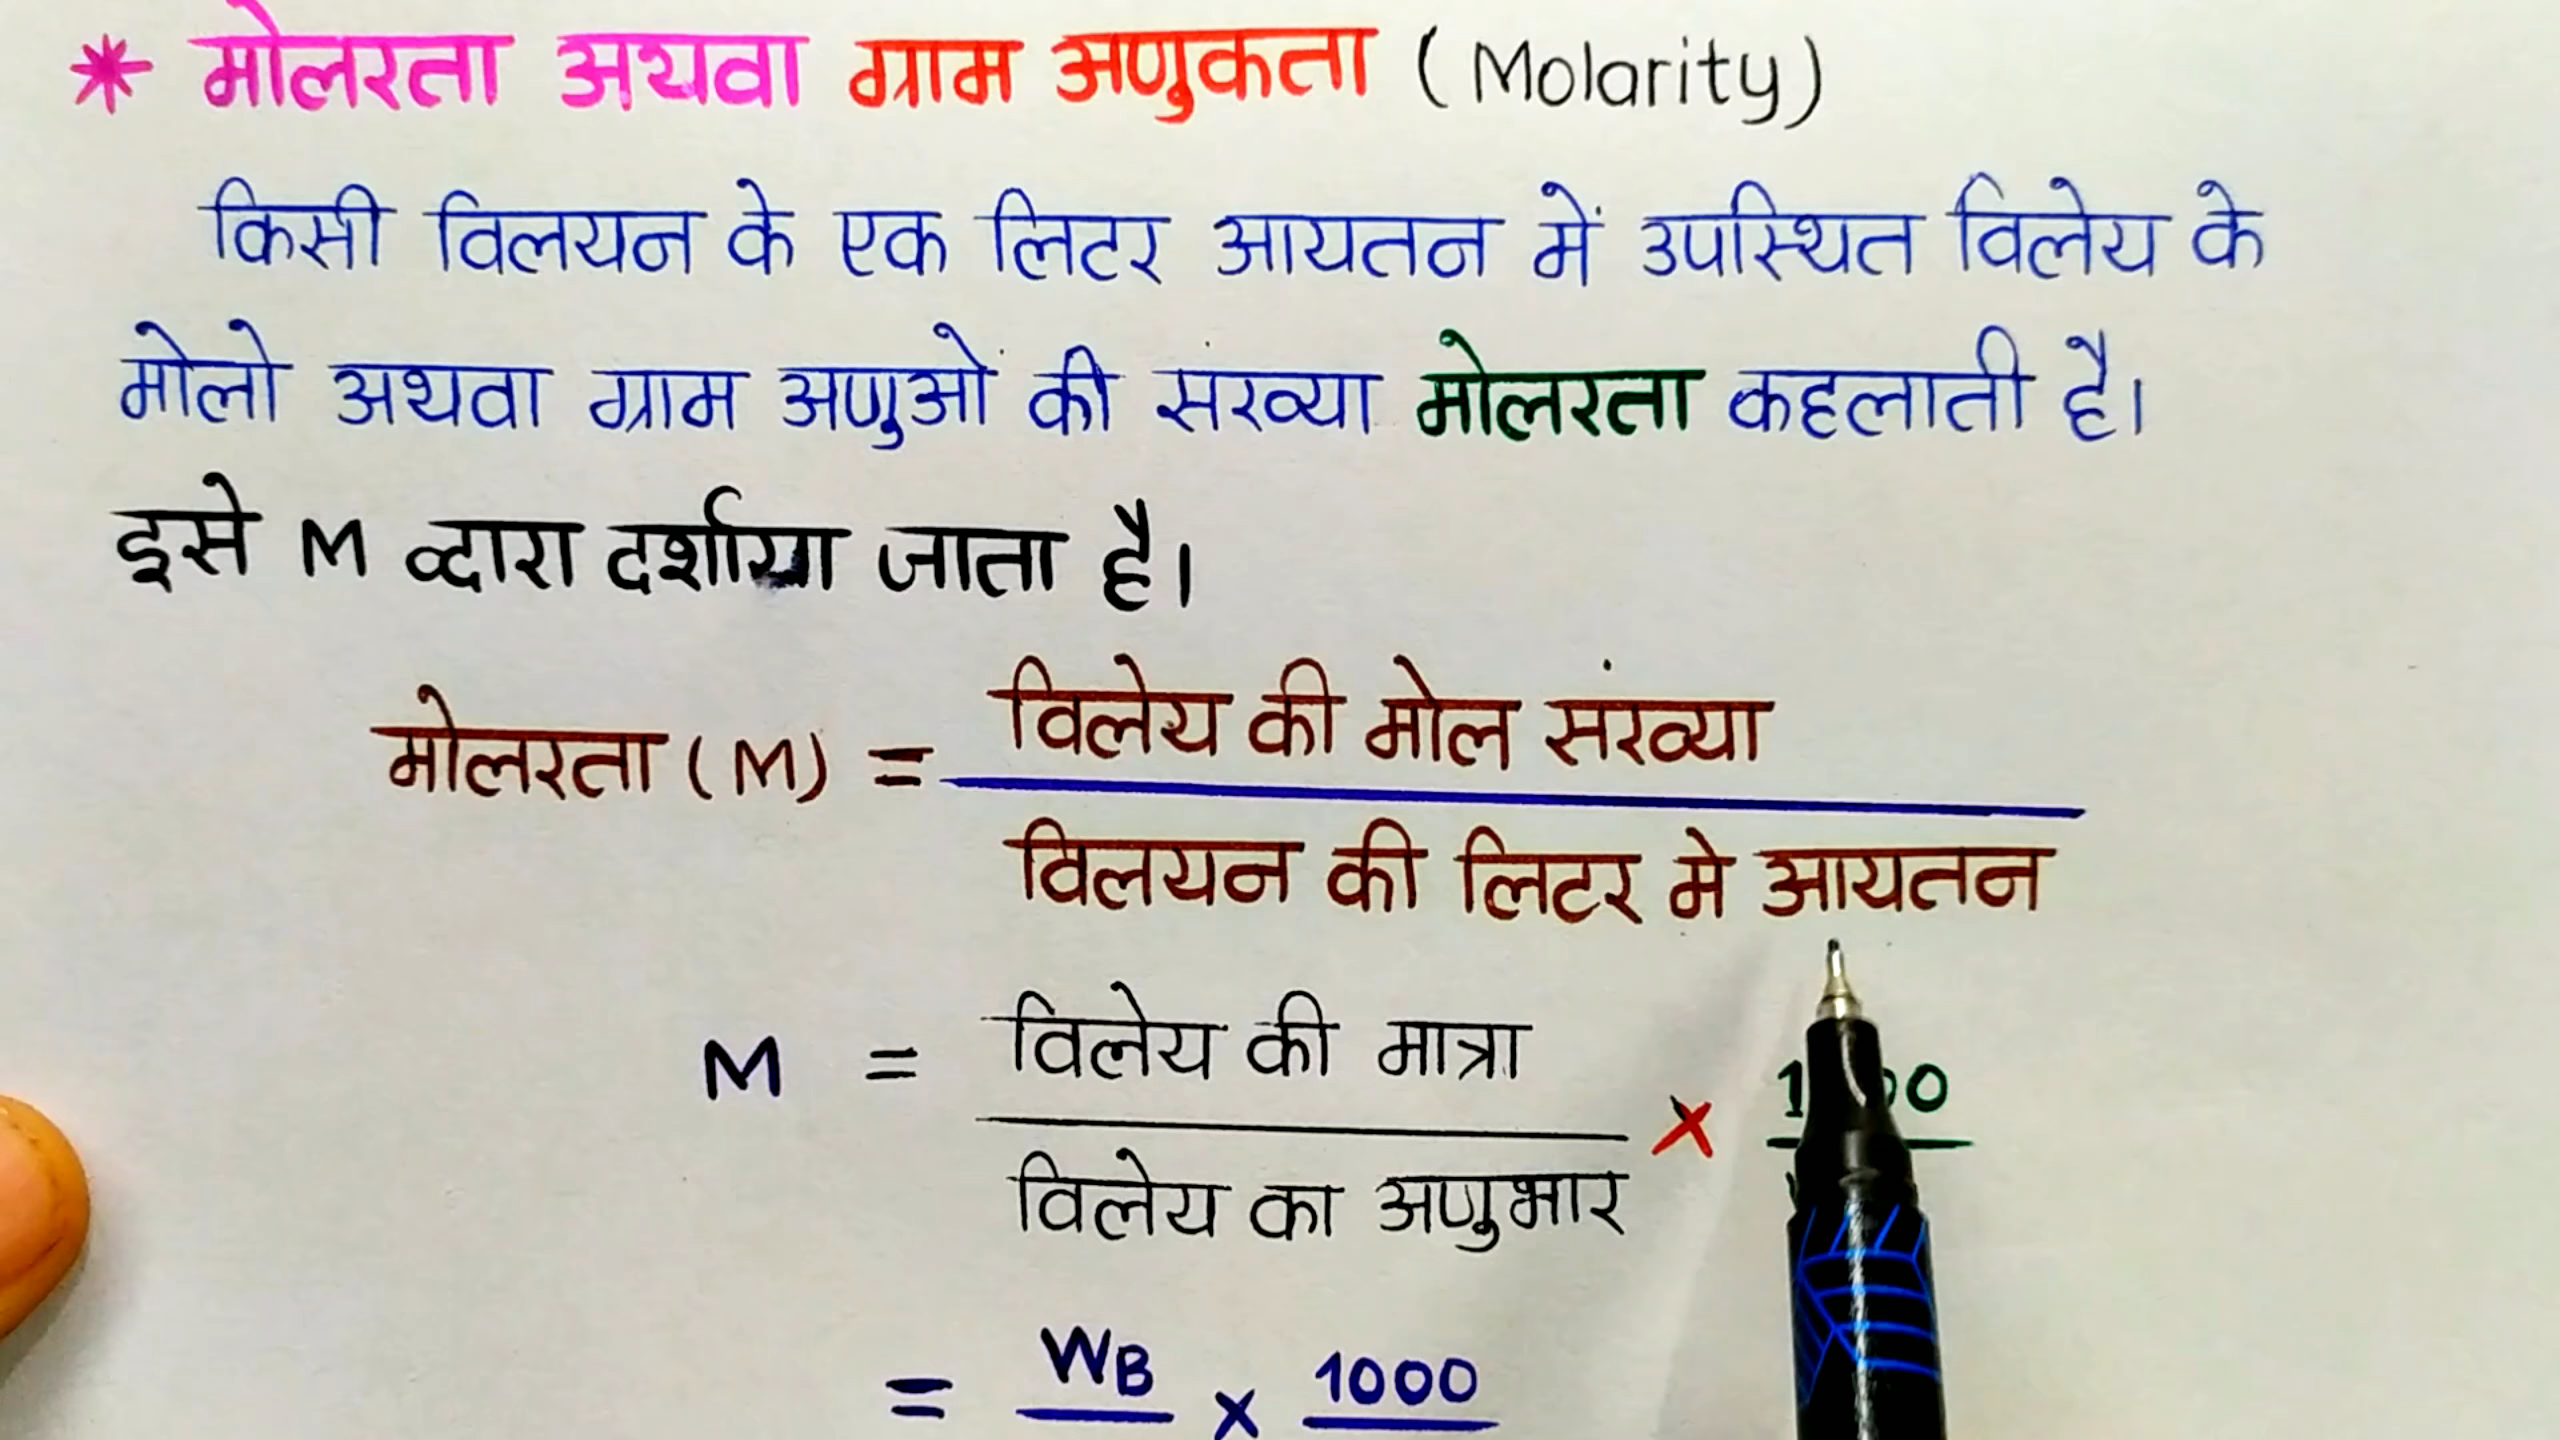 * मोलरता अथवा ग्राम अणुकता (Molarity)
किसी विलयन के एक लिटर आयतन में उपस्थित विलेय के
मोलो अथवा ग्राम अणुओं की संख्या मोलरता कहलाती है।
इसे M द्वारा दर्शाया जाता है।
मोलरता (M) = विलेय की मोल संख्या
विलयन की लिटर मे आयतन
M = विलेय की मात्रा ×
विलेय का अणुभार
= WB × 1000